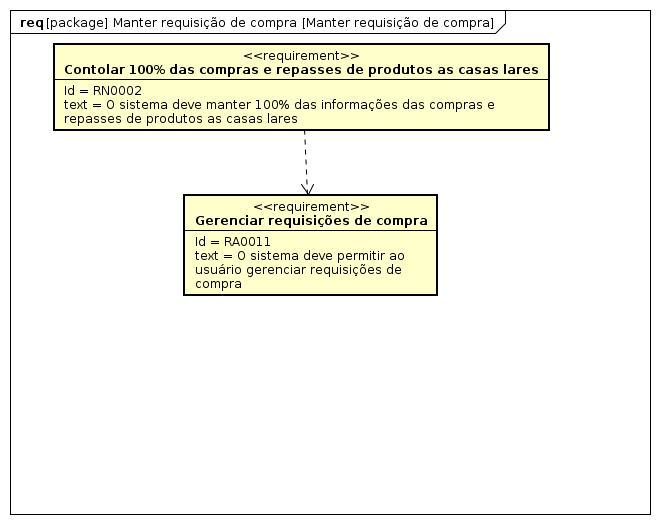 req [package] Manter requisição de compra [Manter requisição de compra]
<<requirement>>
Contolar 100% das compras e repasses de produtos as casas lares
Id = RN0002
text = O sistema deve manter 100% das informações das compras e
repasses de produtos as casas lares
<<requirement>>
Gerenciar requisições de compra
Id = RA0011
text = O sistema deve permitir ao
usuário gerenciar requisições de
compra